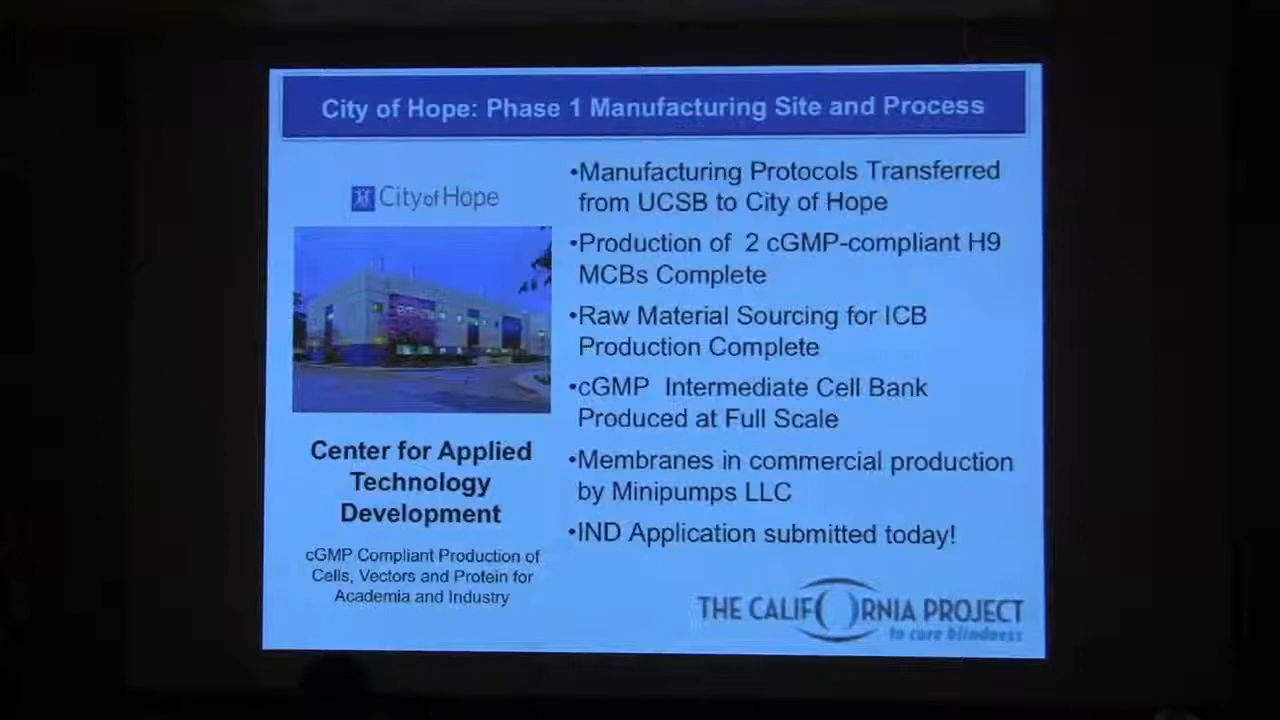 City of Hope: Phase 1 Manufacturing Site and Process
City of Hope
Center for Applied
Technology
Development
cGMP Compliant Production of
Cells, Vectors and Protein for
Academia and Industry
•Manufacturing Protocols Transferred
from UCSB to City of Hope
•Production of 2 cGMP-compliant H9
MCBs Complete
•Raw Material Sourcing for ICB
Production Complete
•cGMP Intermediate Cell Bank
Produced at Full Scale
•Membranes in commercial production
by Minipumps LLC
•IND Application submitted today!
THE CALIFORNIA PROJECT
to cure blindness